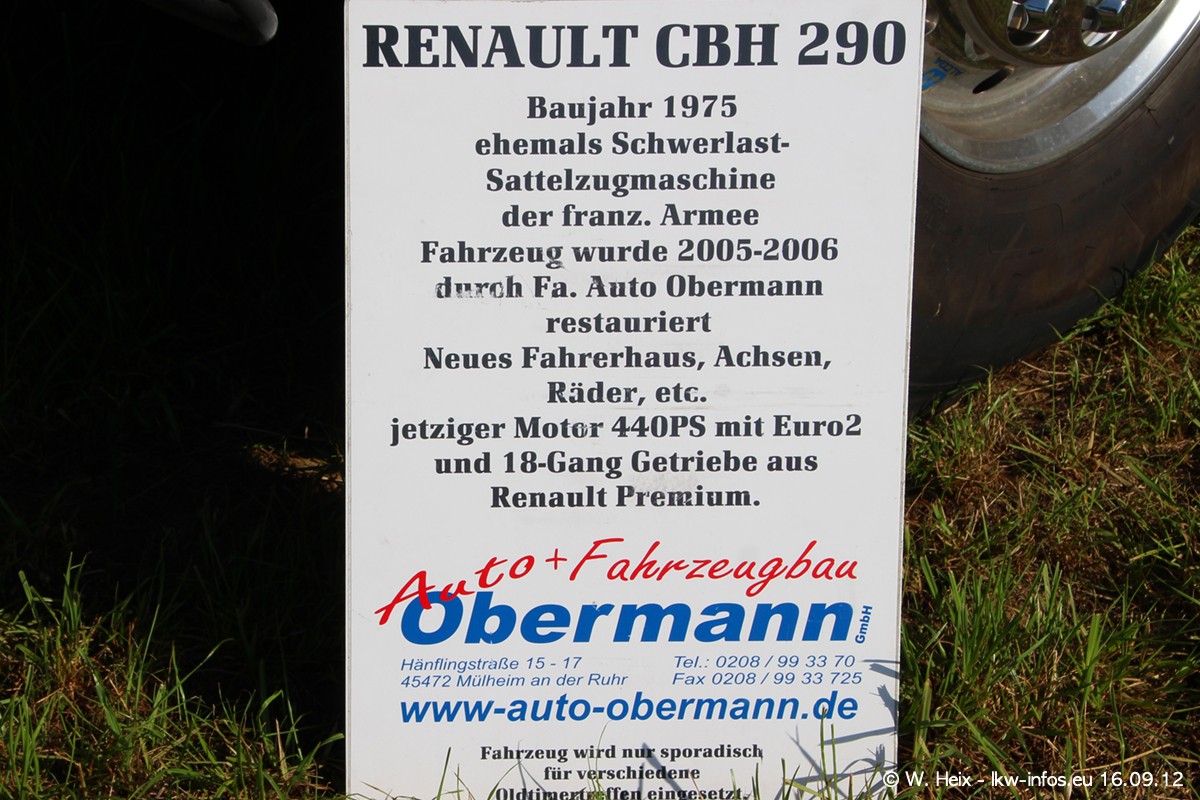 RENAULT CBH 290
Baujahr 1975
ehemals Schwerlast-
Sattelzugmaschine
der franz. Armee
Fahrzeug wurde 2005-2006
durch Fa. Auto Obermann
restauriert
Neues Fahrerhaus, Achsen,
Räder, etc.
jetziger Motor 440PS mit Euro2
und 18-Gang Getriebe aus
Renault Premium.
Auto+Fahrzeugbau
Obermann GmbH
Hänflingstraße 15 - 17 Tel.: 0208 / 99 33 70
45472 Mülheim an der Ruhr Fax 0208 / 99 33 725
www-auto-obermann.de
Fahrzeug wird nur sporadisch
für verschiedene
Oldtimertreffen eingesetzt.
© W. Heix - lkw-infos.eu 16.09.12